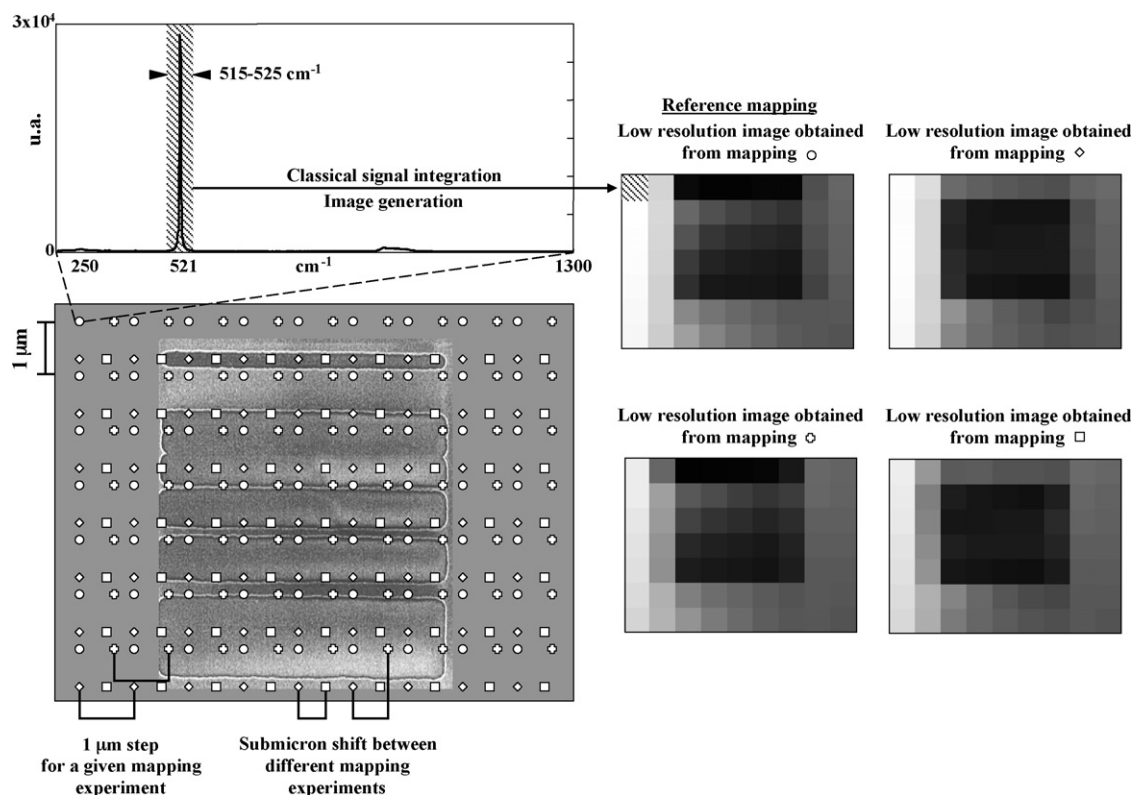 3x10⁴
u.a.
0
515-525 cm⁻¹
Classical signal integration
Image generation
250
521
cm⁻¹
1300
1 μm
Reference mapping
Low resolution image obtained
from mapping ○
Low resolution image obtained
from mapping ◇
Low resolution image obtained
from mapping ✚
Low resolution image obtained
from mapping □
1 μm step
for a given mapping
experiment
Submicron shift between
different mapping
experiments